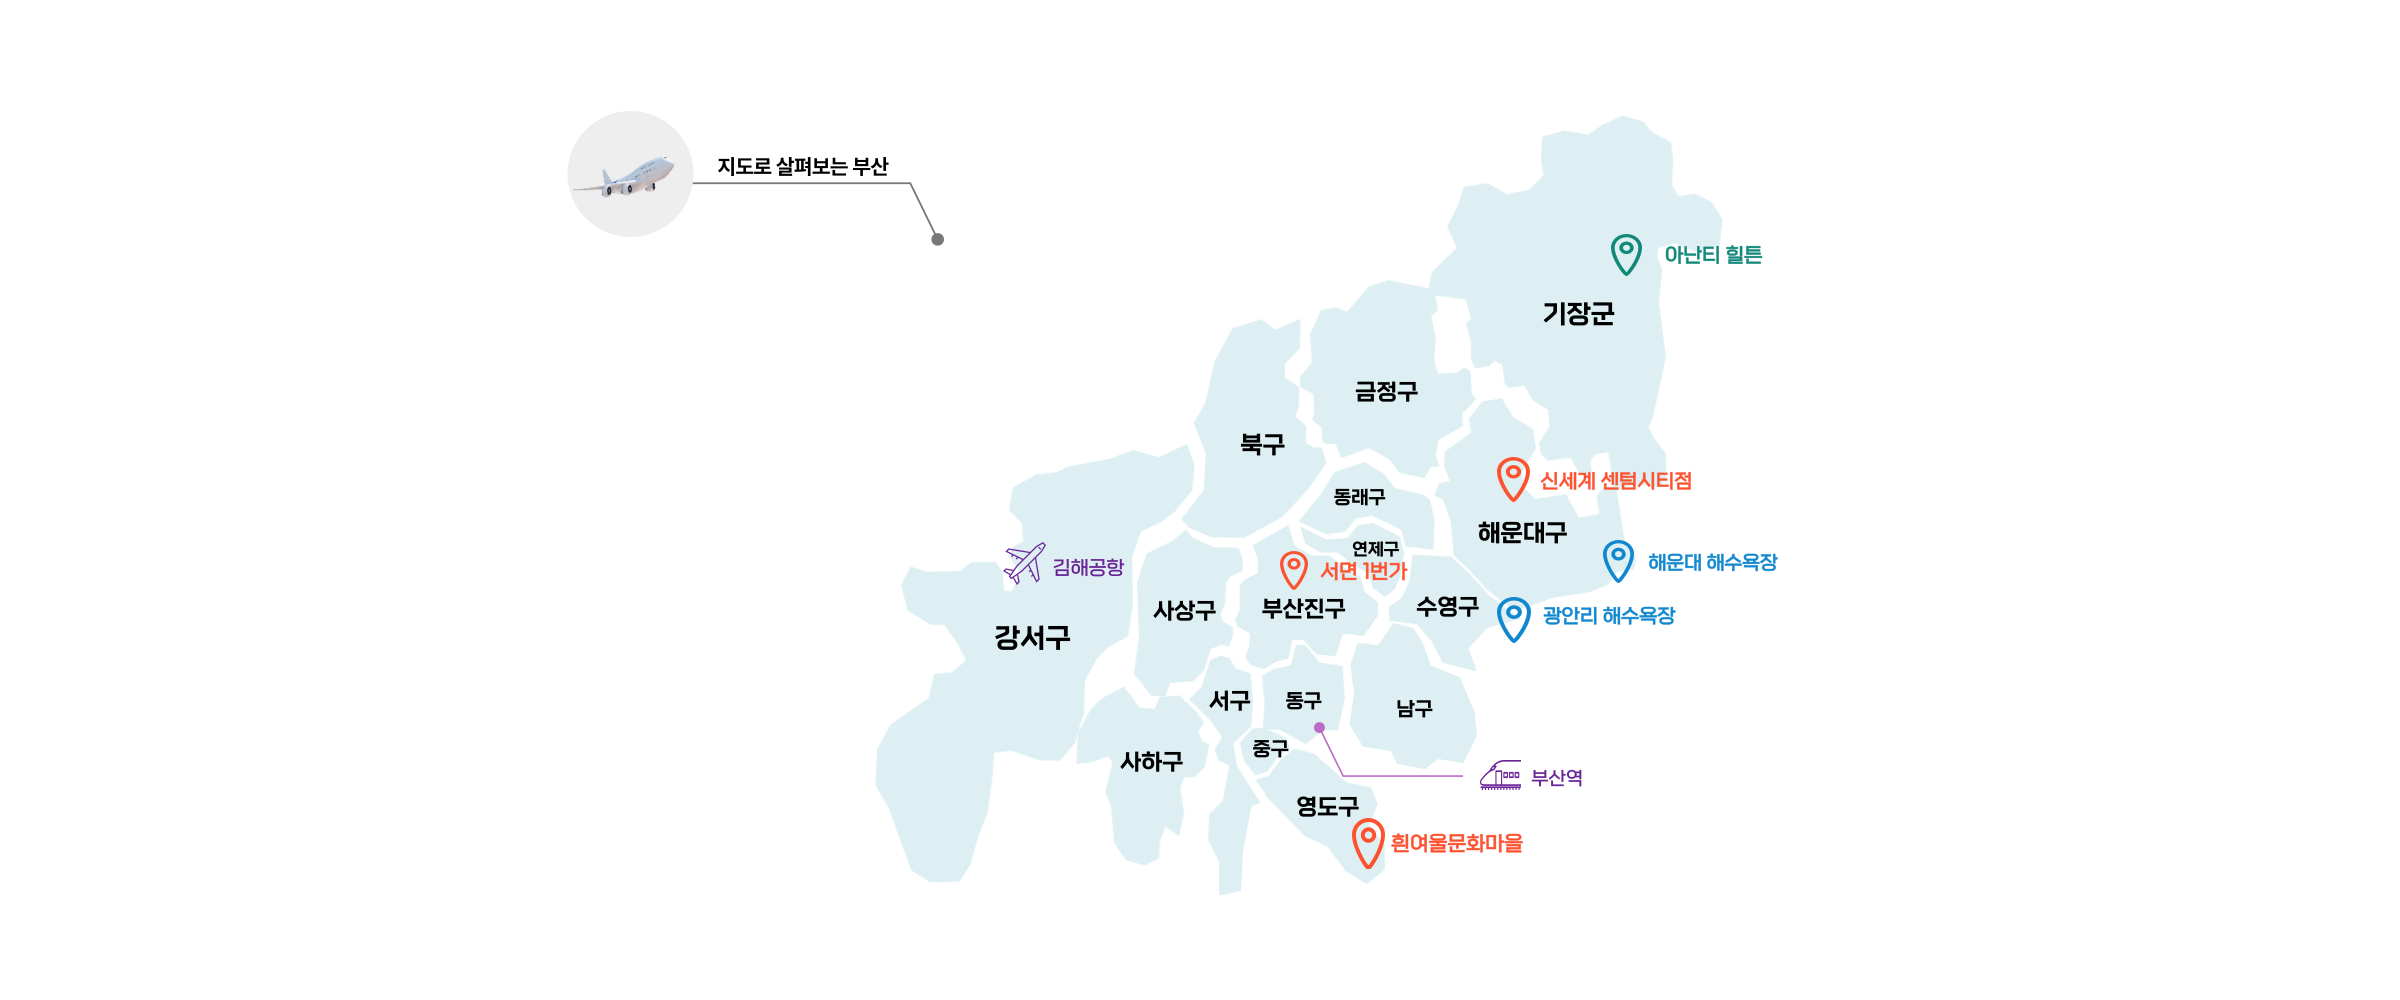 지도로 살펴보는 부산
아난티 힐튼
기장군
금정구
북구
신세계 센텀시티점
동래구
해운대구
연제구
서면 1번가
김해공항
해운대 해수욕장
사상구
부산진구
수영구
광안리 해수욕장
강서구
서구
동구
남구
중구
사하구
부산역
영도구
흰여울문화마을